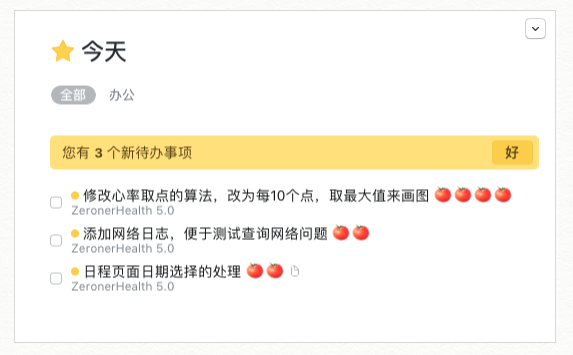 今天
全部 办公
您有 3 个新待办事项 好
修改心率取点的算法，改为每10个点，取最大值来画图 🍅🍅🍅🍅
ZeronerHealth 5.0
添加网络日志，便于测试查询网络问题 🍅🍅
ZeronerHealth 5.0
日程页面日期选择的处理 🍅🍅
ZeronerHealth 5.0